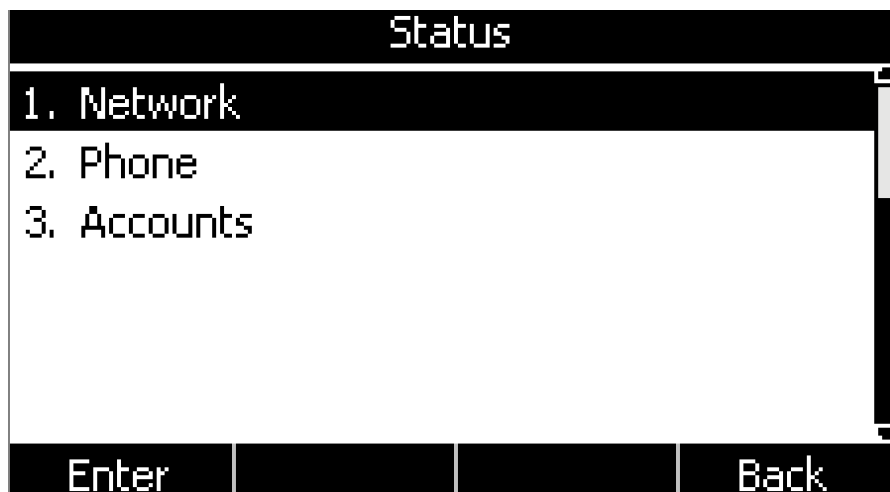 Status
1. Network
2. Phone
3. Accounts
Enter Back